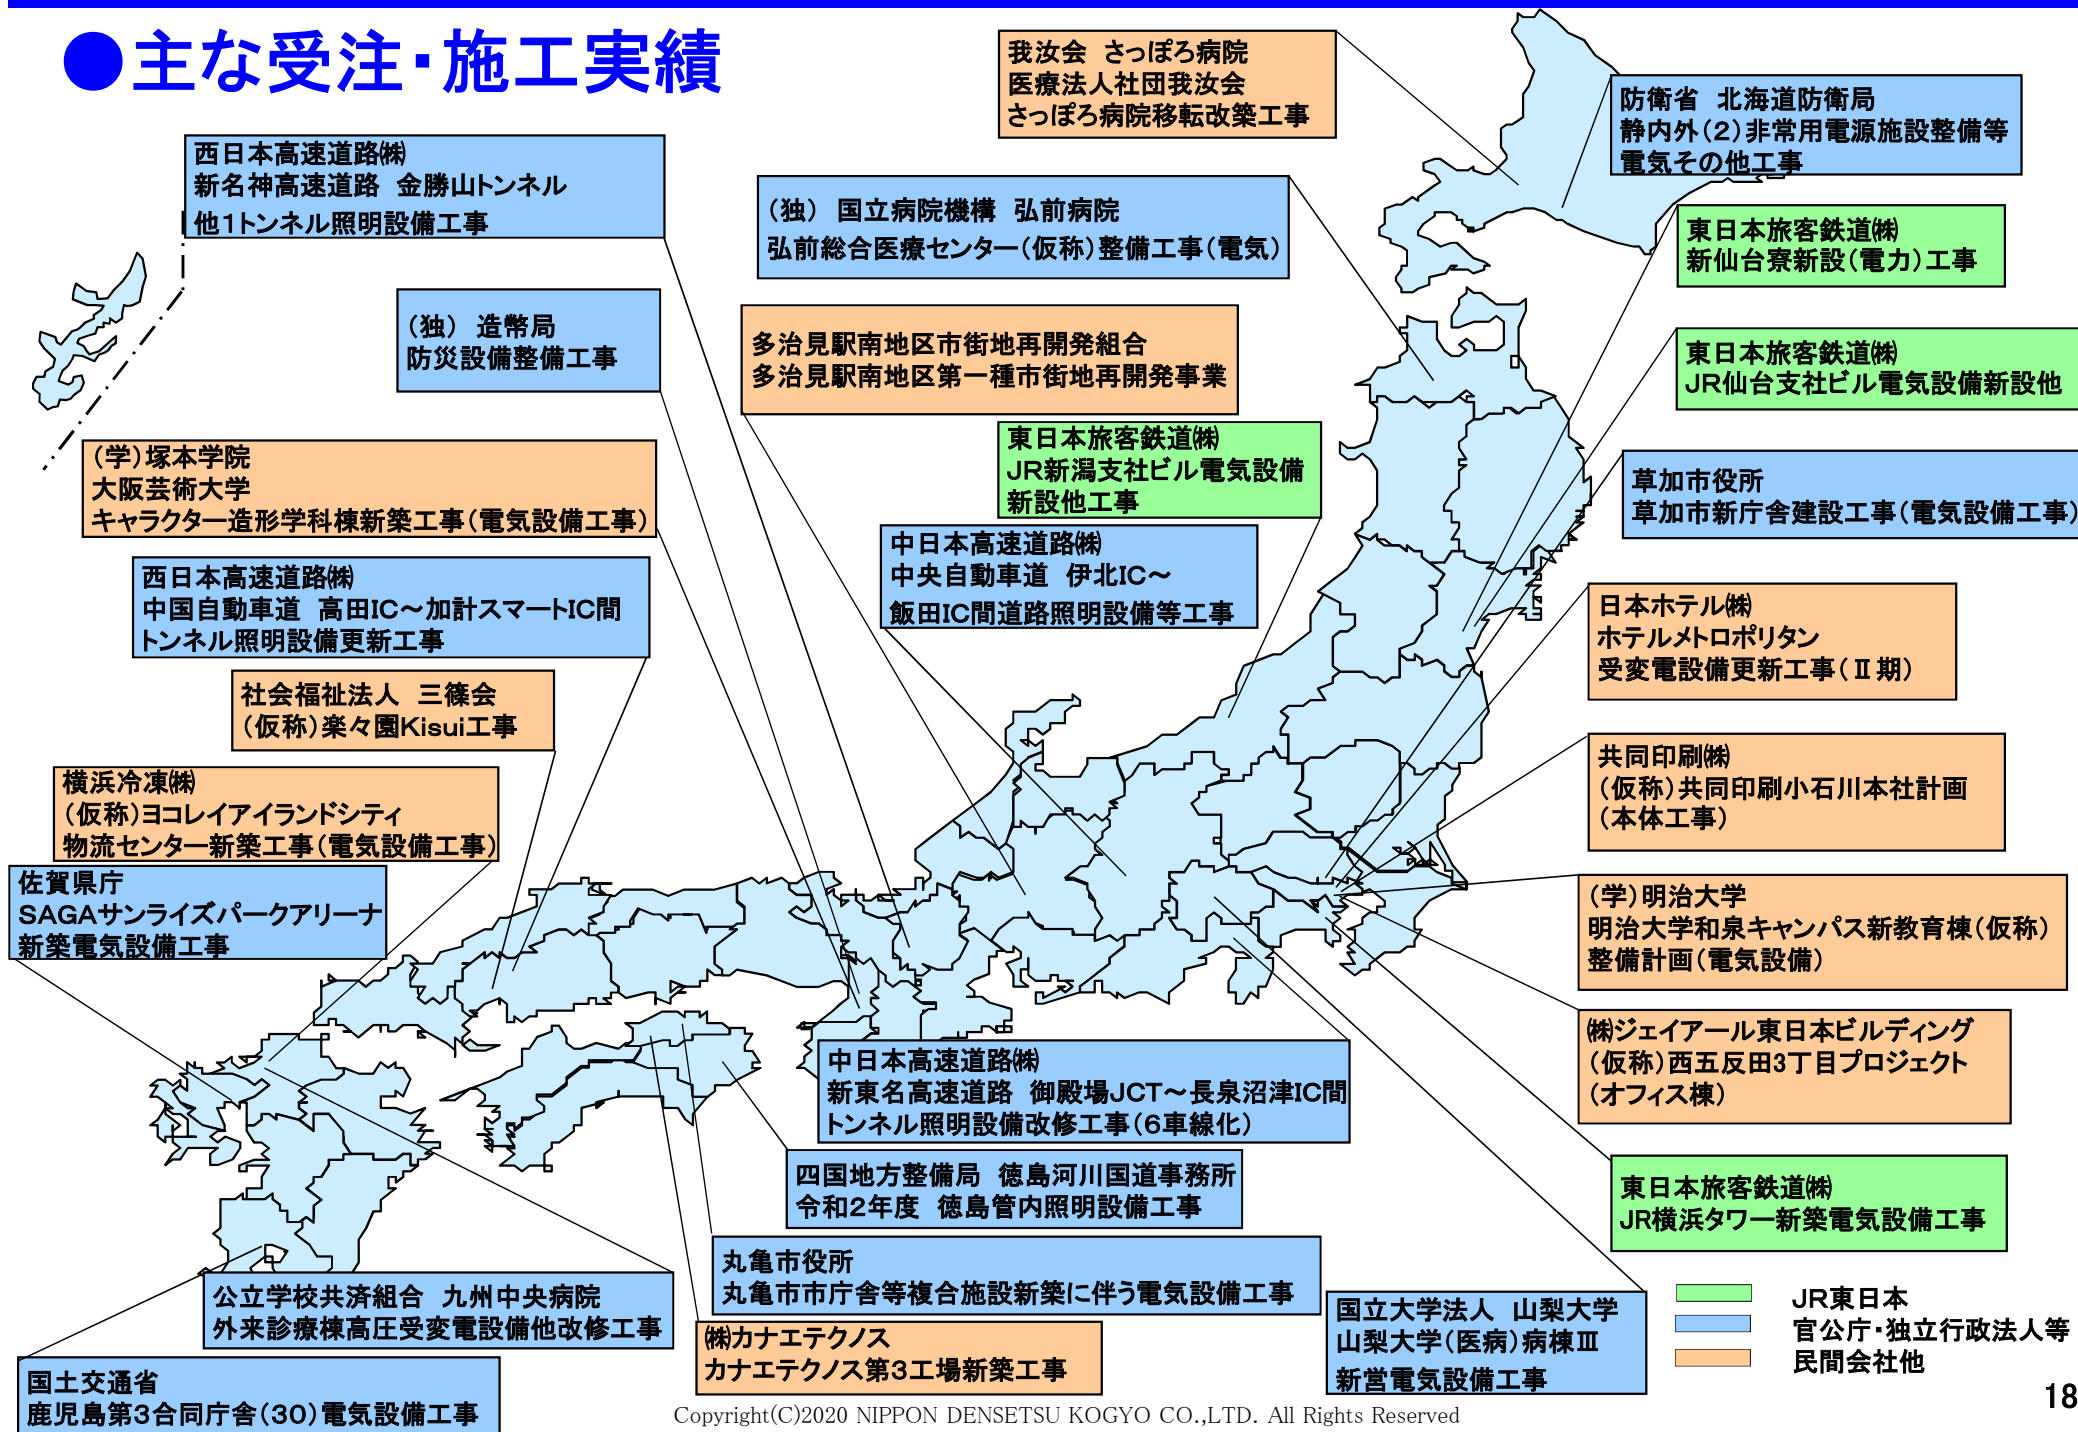 ●主な受注・施工実績
我汝会 さっぽろ病院
医療法人社団我汝会
さっぽろ病院移転改築工事
防衛省 北海道防衛局
静内外(2)非常用電源施設整備等
電気その他工事
西日本高速道路㈱
新名神高速道路 金勝山トンネル
他1トンネル照明設備工事
(独) 国立病院機構 弘前病院
弘前総合医療センター(仮称)整備工事(電気)
東日本旅客鉄道㈱
新仙台寮新設(電力)工事
(独) 造幣局
防災設備整備工事
多治見駅南地区市街地再開発組合
多治見駅南地区第一種市街地再開発事業
東日本旅客鉄道㈱
JR仙台支社ビル電気設備新設他
(学)塚本学院
大阪芸術大学
キャラクター造形学科棟新築工事(電気設備工事)
東日本旅客鉄道㈱
JR新潟支社ビル電気設備
新設他工事
草加市役所
草加市新庁舎建設工事(電気設備工事)
中日本高速道路㈱
中央自動車道 伊北IC~
飯田IC間道路照明設備等工事
西日本高速道路㈱
中国自動車道 高田IC~加計スマートIC間
トンネル照明設備更新工事
日本ホテル㈱
ホテルメトロポリタン
受変電設備更新工事(Ⅱ期)
社会福祉法人 三篠会
(仮称)楽々園Kisui工事
共同印刷㈱
(仮称)共同印刷小石川本社計画
(本体工事)
横浜冷凍㈱
(仮称)ヨコレイアイランドシティ
物流センター新築工事(電気設備工事)
佐賀県庁
SAGAサンライズパークアリーナ
新築電気設備工事
(学)明治大学
明治大学和泉キャンパス新教育棟(仮称)
整備計画(電気設備)
㈱ジェイアール東日本ビルディング
(仮称)西五反田3丁目プロジェクト
(オフィス棟)
中日本高速道路㈱
新東名高速道路 御殿場JCT~長泉沼津IC間
トンネル照明設備改修工事(6車線化)
四国地方整備局 徳島河川国道事務所
令和2年度 徳島管内照明設備工事
東日本旅客鉄道㈱
JR横浜タワー新築電気設備工事
丸亀市役所
丸亀市市庁舎等複合施設新築に伴う電気設備工事
公立学校共済組合 九州中央病院
外来診療棟高圧受変電設備他改修工事
国立大学法人 山梨大学
山梨大学(医病)病棟Ⅲ
新営電気設備工事
㈱カナエテクノス
カナエテクノス第3工場新築工事
国土交通省
鹿児島第3合同庁舎(30)電気設備工事
JR東日本
官公庁・独立行政法人等
民間会社他
18
Copyright(C)2020 NIPPON DENSETSU KOGYO CO.,LTD. All Rights Reserved